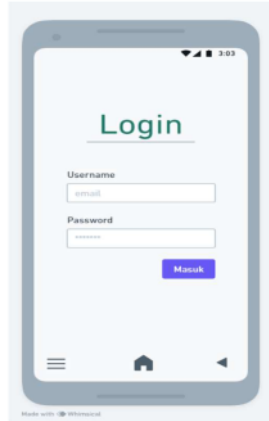 3:03
Login
Username
email
Password
*******
Masuk
Made with Whimsical